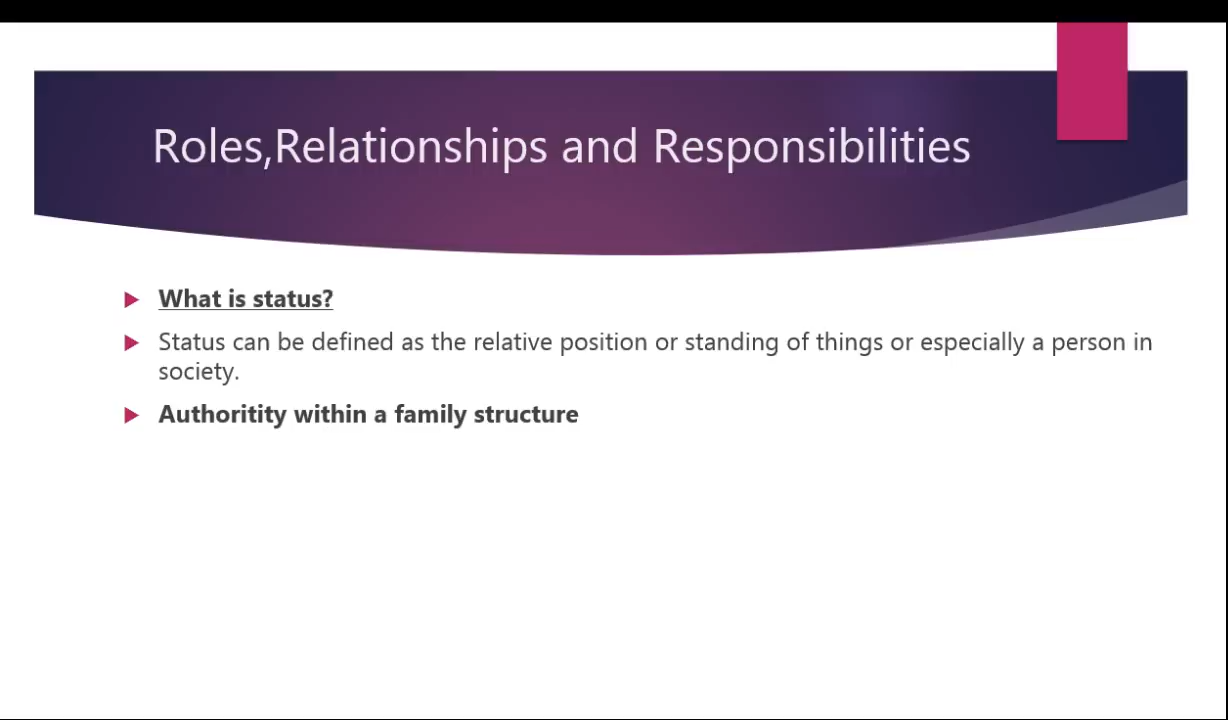 Roles,Relationships and Responsibilities
What is status?
Status can be defined as the relative position or standing of things or especially a person in
society.
Authoritity within a family structure